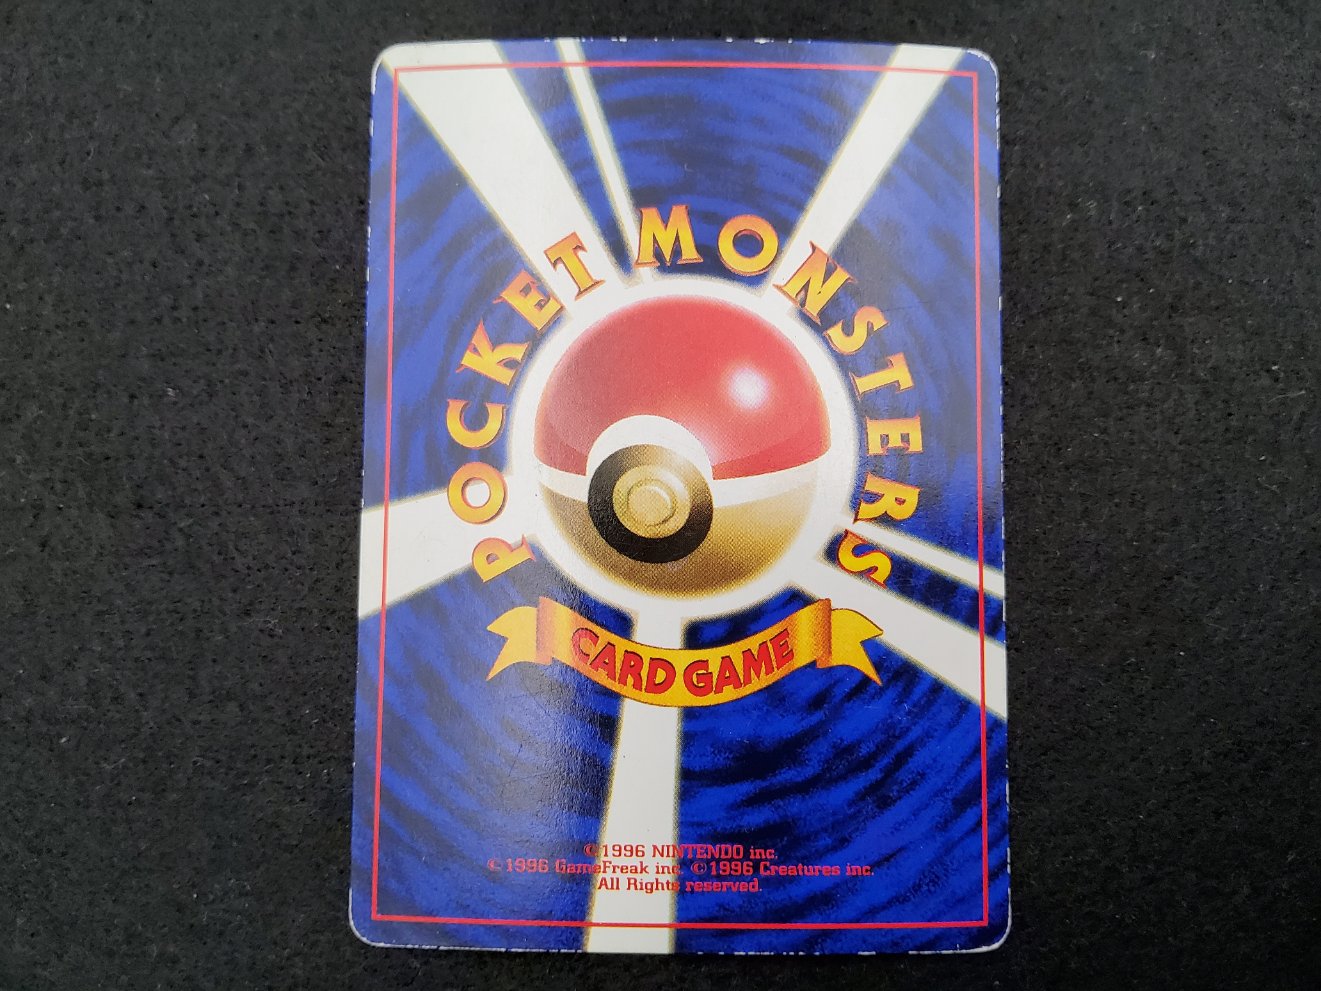 POCKET MONSTERS
CARD GAME
©1996 NINTENDO inc.
©1996 GameFreak inc. ©1996 Creatures inc.
All Rights reserved.